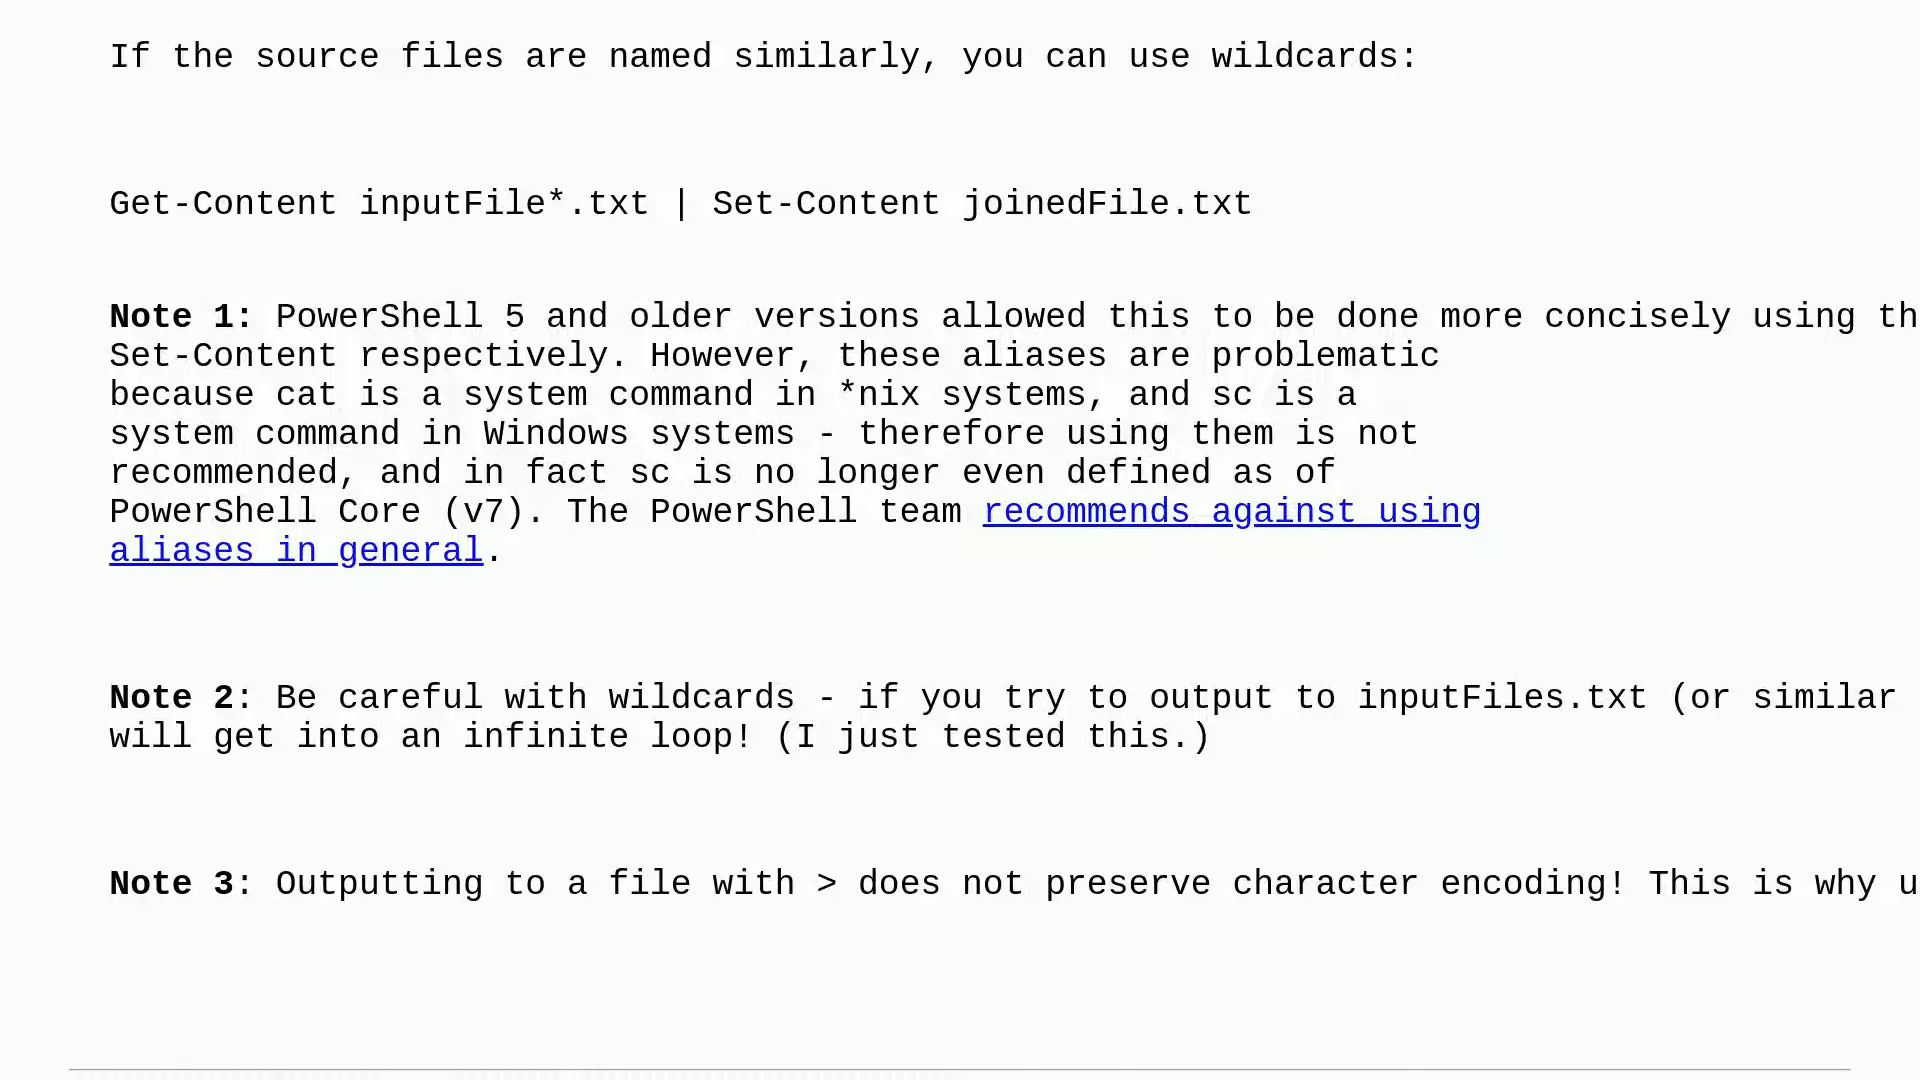 If the source files are named similarly, you can use wildcards:
Get-Content inputFile*.txt | Set-Content joinedFile.txt
Note 1: PowerShell 5 and older versions allowed this to be done more concisely using
Set-Content respectively. However, these aliases are problematic
because cat is a system command in *nix systems, and sc is a
system command in Windows systems - therefore using them is not
recommended, and in fact sc is no longer even defined as of
PowerShell Core (v7). The PowerShell team recommends against using
aliases in general.
Note 2: Be careful with wildcards - if you try to output to inputFiles.txt (or similar
will get into an infinite loop! (I just tested this.)
Note 3: Outputting to a file with > does not preserve character encoding! This is why